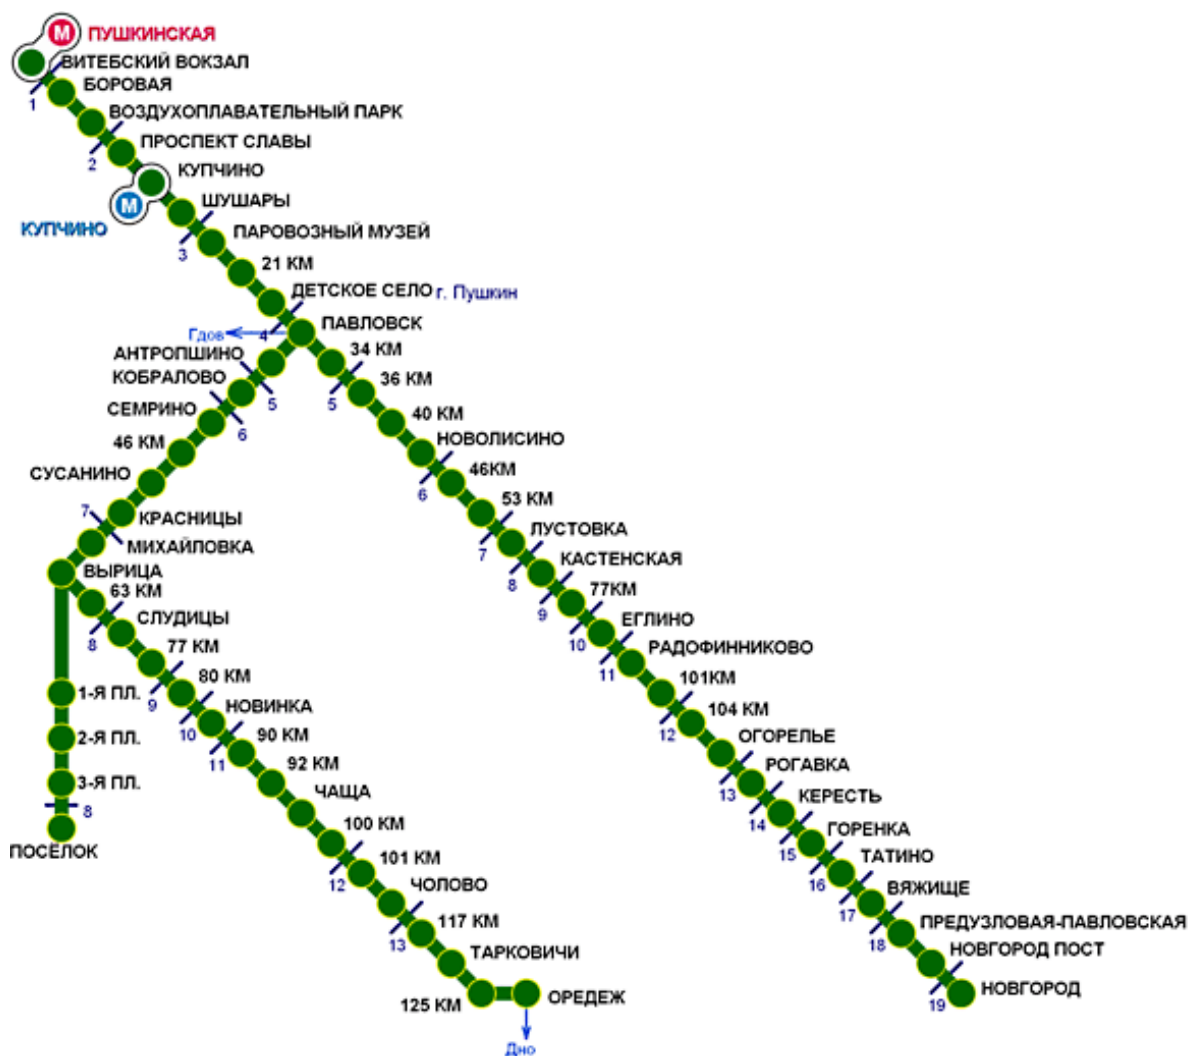 М ПУШКИНСКАЯ
ВИТЕБСКИЙ ВОКЗАЛ
1
БОРОВАЯ
ВОЗДУХОПЛАВАТЕЛЬНЫЙ ПАРК
2
ПРОСПЕКТ СЛАВЫ
КУПЧИНО
М
КУПЧИНО
ШУШАРЫ
3
ПАРОВОЗНЫЙ МУЗЕЙ
21 КМ
ДЕТСКОЕ СЕЛО г. Пушкин
4
ПАВЛОВСК
Гдов
АНТРОПШИНО
5
КОБРАЛОВО
6
СЕМРИНО
46 КМ
СУСАНИНО
КРАСНИЦЫ
7
МИХАЙЛОВКА
ВЫРИЦА
1-Я ПЛ.
2-Я ПЛ.
3-Я ПЛ.
8
ПОСЕЛОК
63 КМ
8
СЛУДИЦЫ
77 КМ
9
80 КМ
10
НОВИНКА
11
90 КМ
92 КМ
ЧАЩА
100 КМ
12
101 КМ
ЧОЛОВО
13
117 КМ
ТАРКОВИЧИ
125 КМ
ОРЕДЕЖ
Дно
34 КМ
5
36 КМ
40 КМ
НОВОЛИСИНО
6
46КМ
53 КМ
7
ЛУСТОВКА
8
КАСТЕНСКАЯ
9
77КМ
10
ЕГЛИНО
11
РАДОФИННИКОВО
101КМ
12
104 КМ
ОГОРЕЛЬЕ
13
РОГАВКА
14
КЕРЕСТЬ
15
ГОРЕНКА
16
ТАТИНО
17
ВЯЖИЩЕ
18
ПРЕДУЗЛОВАЯ-ПАВЛОВСКАЯ
НОВГОРОД ПОСТ
19
НОВГОРОД